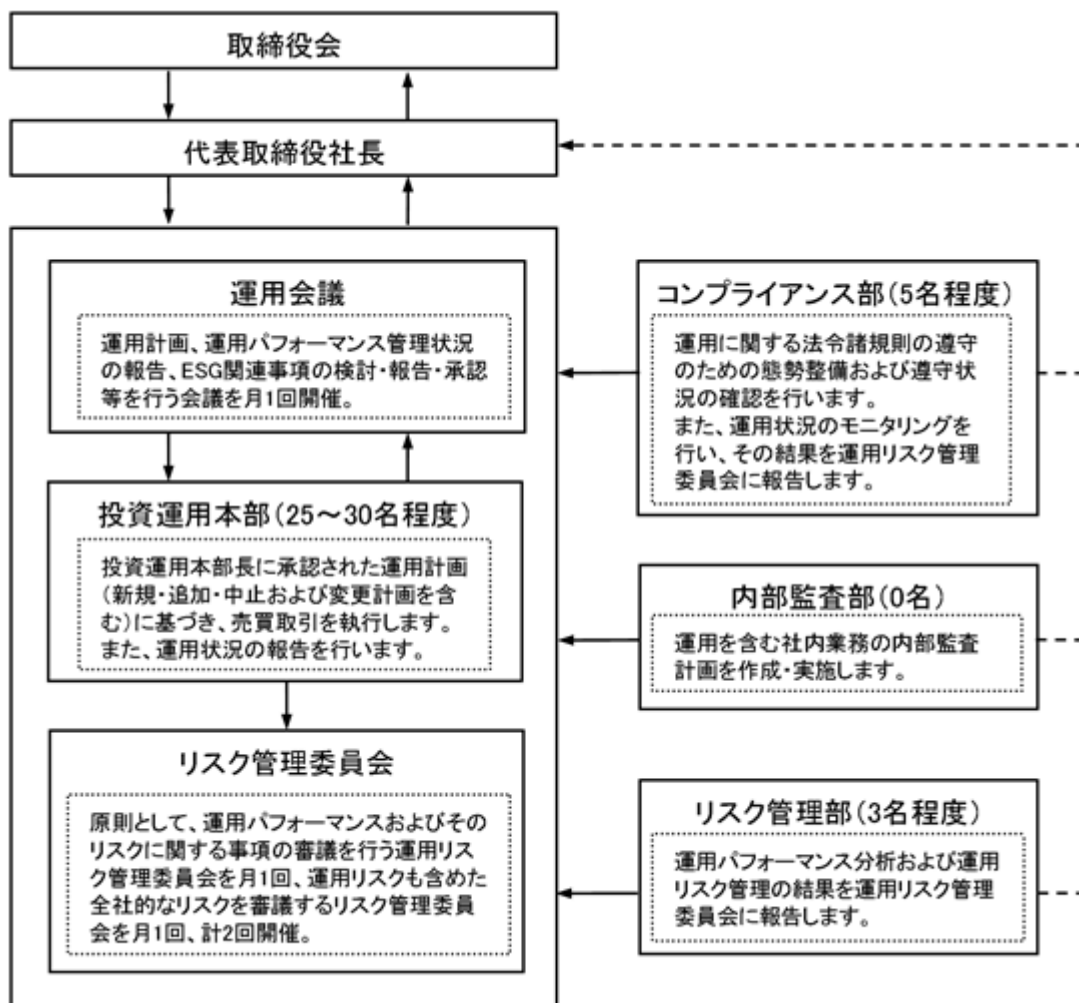 取締役会
代表取締役社長
運用会議
運用計画、運用パフォーマンス管理状況
の報告、ESG関連事項の検討・報告・承認
等を行う会議を月1回開催。
投資運用本部(25～30名程度)
投資運用本部長に承認された運用計画
(新規・追加・中止および変更計画を含
む)に基づき、売買取引を執行します。
また、運用状況の報告を行います。
リスク管理委員会
原則として、運用パフォーマンスおよびその
リスクに関する事項の審議を行う運用リス
ク管理委員会を月1回、運用リスクも含めた
全社的なリスクを審議するリスク管理委員
会を月1回、計2回開催。
コンプライアンス部(5名程度)
運用に関する法令諸規則の遵守
のための態勢整備および遵守状
況の確認を行います。
また、運用状況のモニタリングを
行い、その結果を運用リスク管理
委員会に報告します。
内部監査部(0名)
運用を含む社内業務の内部監査
計画を作成・実施します。
リスク管理部(3名程度)
運用パフォーマンス分析および運用
リスク管理の結果を運用リスク管理
委員会に報告します。